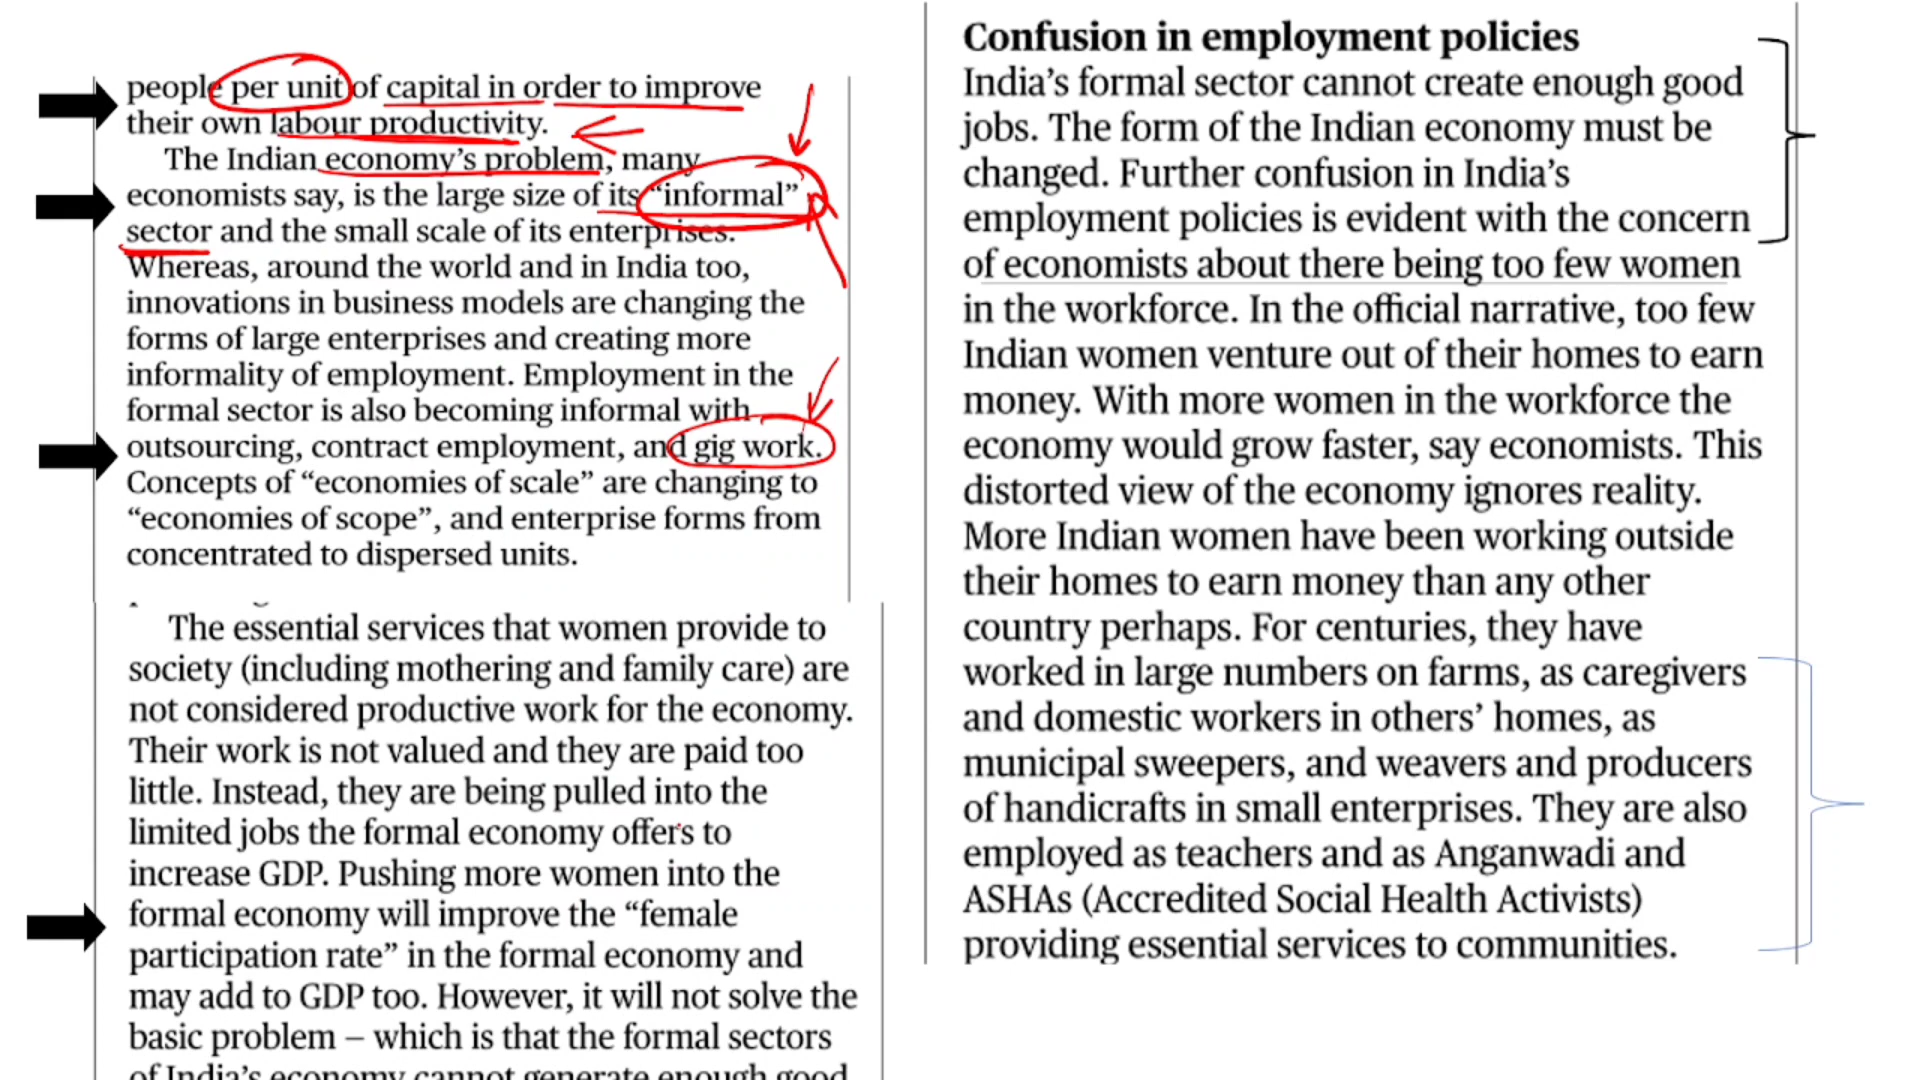 people per unit of capital in order to improve
their own labour productivity.
The Indian economy's problem, many
economists say, is the large size of its “informal”
sector and the small scale of its enterprises.
Whereas, around the world and in India too,
innovations in business models are changing the
forms of large enterprises and creating more
informality of employment. Employment in the
formal sector is also becoming informal with
outsourcing, contract employment, and gig work.
Concepts of “economies of scale” are changing to
“economies of scope”, and enterprise forms from
concentrated to dispersed units.
The essential services that women provide to
society (including mothering and family care) are
not considered productive work for the economy.
Their work is not valued and they are paid too
little. Instead, they are being pulled into the
limited jobs the formal economy offers to
increase GDP. Pushing more women into the
formal economy will improve the “female
participation rate” in the formal economy and
may add to GDP too. However, it will not solve the
basic problem – which is that the formal sectors
of India's economy cannot generate enough good
Confusion in employment policies
India's formal sector cannot create enough good
jobs. The form of the Indian economy must be
changed. Further confusion in India's
employment policies is evident with the concern
of economists about there being too few women
in the workforce. In the official narrative, too few
Indian women venture out of their homes to earn
money. With more women in the workforce the
economy would grow faster, say economists. This
distorted view of the economy ignores reality.
More Indian women have been working outside
their homes to earn money than any other
country perhaps. For centuries, they have
worked in large numbers on farms, as caregivers
and domestic workers in others' homes, as
municipal sweepers, and weavers and producers
of handicrafts in small enterprises. They are also
employed as teachers and as Anganwadi and
ASHAs (Accredited Social Health Activists)
providing essential services to communities.